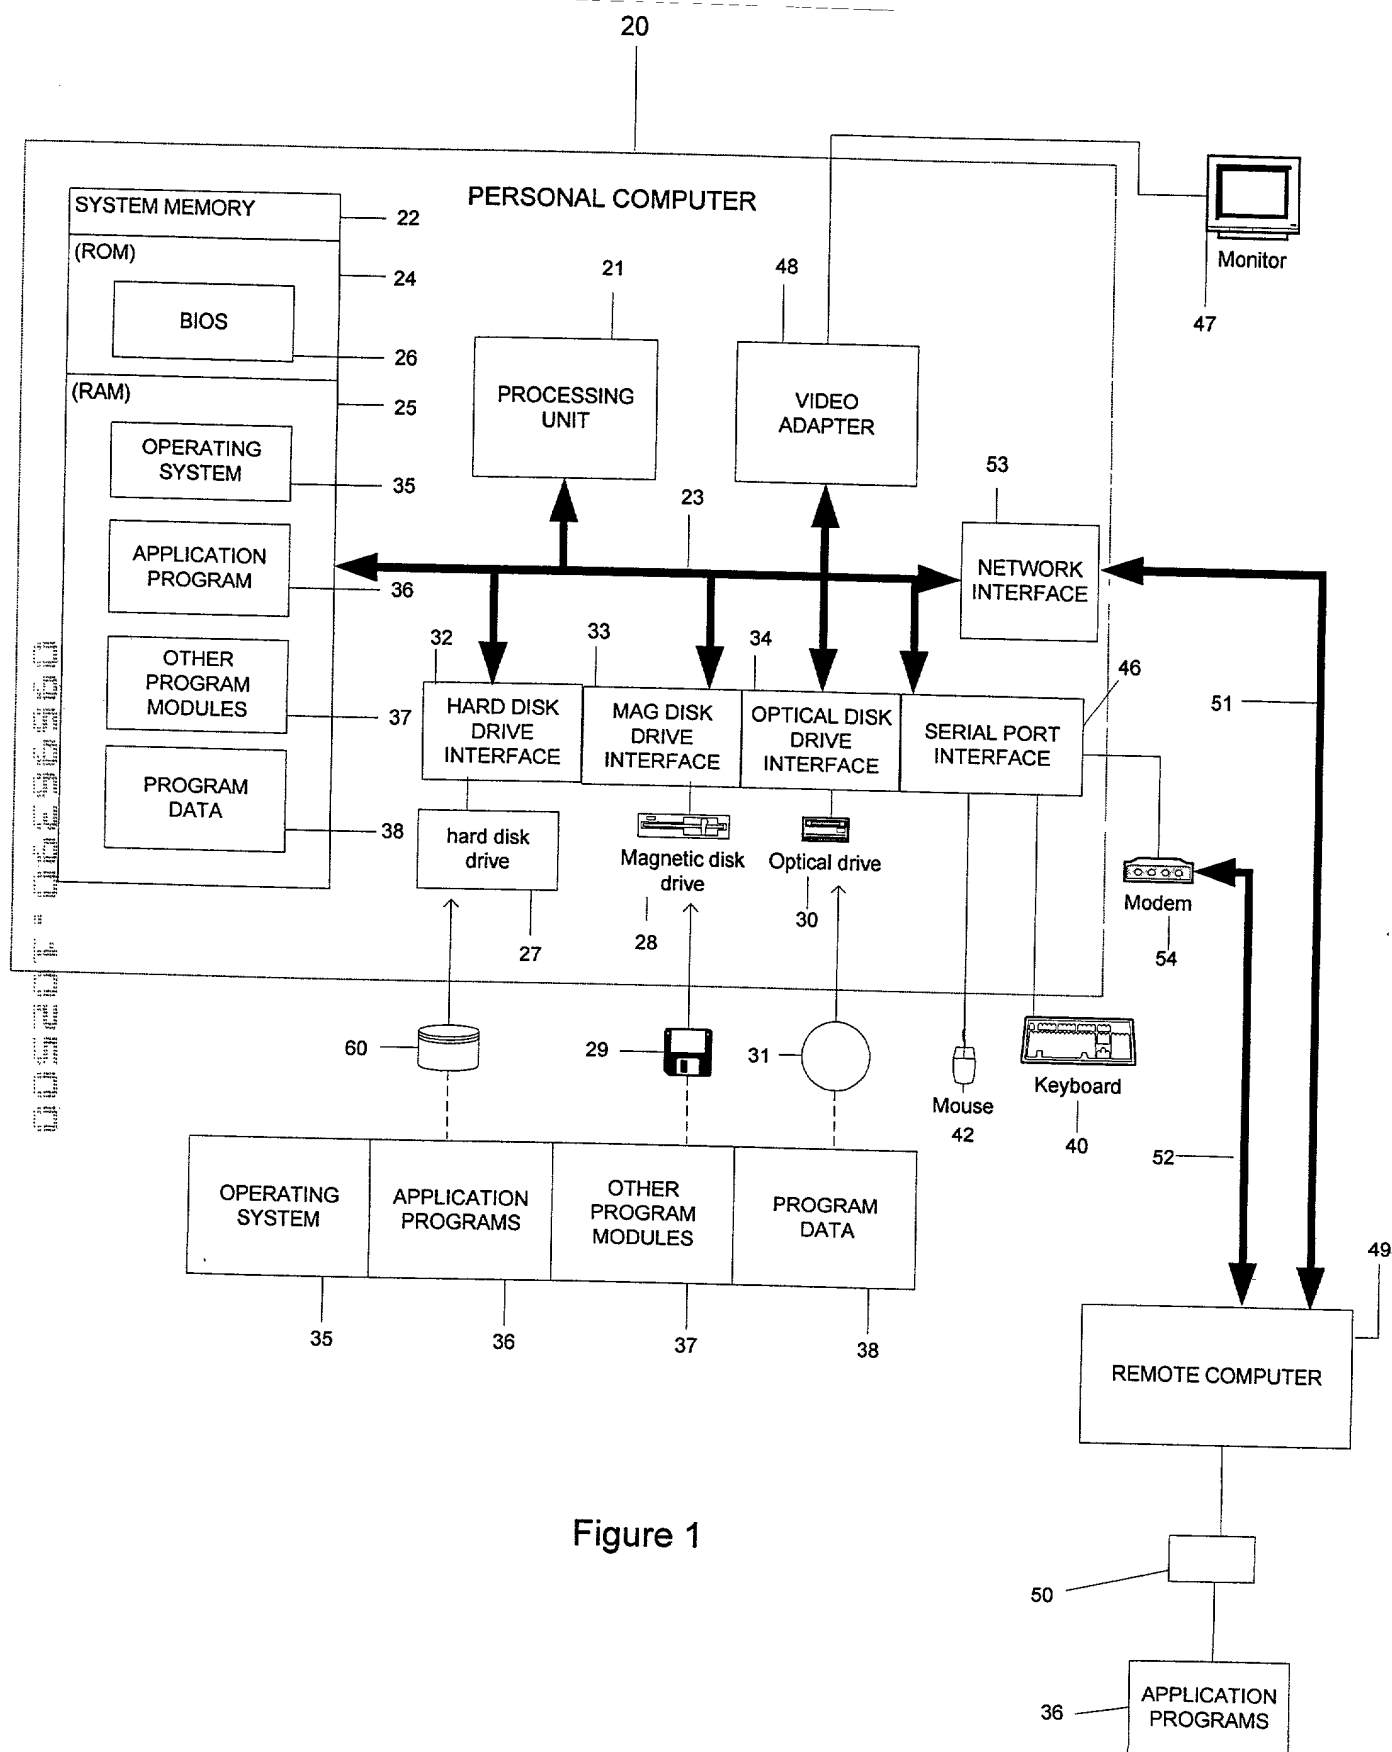 20
PERSONAL COMPUTER
SYSTEM MEMORY
22
(ROM)
24
BIOS
26
(RAM)
25
OPERATING
SYSTEM
35
APPLICATION
PROGRAM
36
OTHER
PROGRAM
MODULES
37
PROGRAM
DATA
38
21
PROCESSING
UNIT
48
VIDEO
ADAPTER
Monitor
47
23
53
NETWORK
INTERFACE
32
HARD DISK
DRIVE
INTERFACE
33
MAG DISK
DRIVE
INTERFACE
34
OPTICAL DISK
DRIVE
INTERFACE
46
SERIAL PORT
INTERFACE
51
hard disk
drive
27
Magnetic disk
drive
28
Optical drive
30
Modem
54
60
29
31
Mouse
42
Keyboard
40
52
OPERATING
SYSTEM
APPLICATION
PROGRAMS
OTHER
PROGRAM
MODULES
PROGRAM
DATA
35
36
37
38
49
REMOTE COMPUTER
50
36
APPLICATION
PROGRAMS
Figure 1